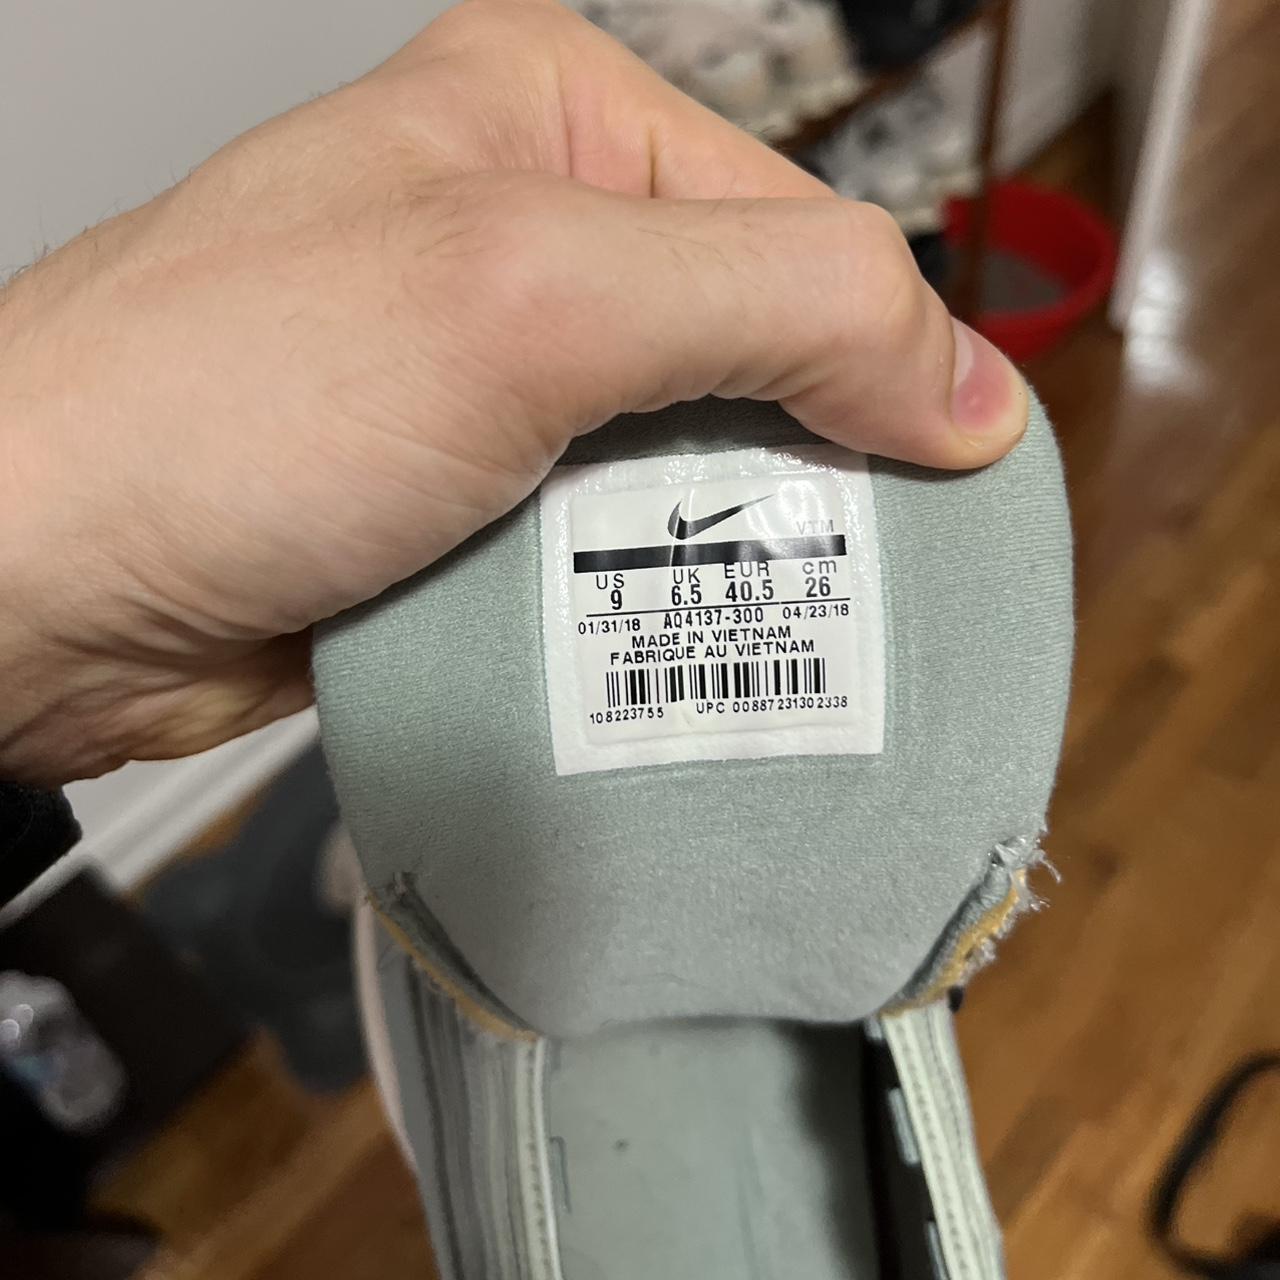 VTM
US UK EUR cm
9 6.5 40.5 26
01/31/18 AQ4137-300 04/23/18
MADE IN VIETNAM
FABRIQUE AU VIETNAM
108223755 UPC 00887231302338